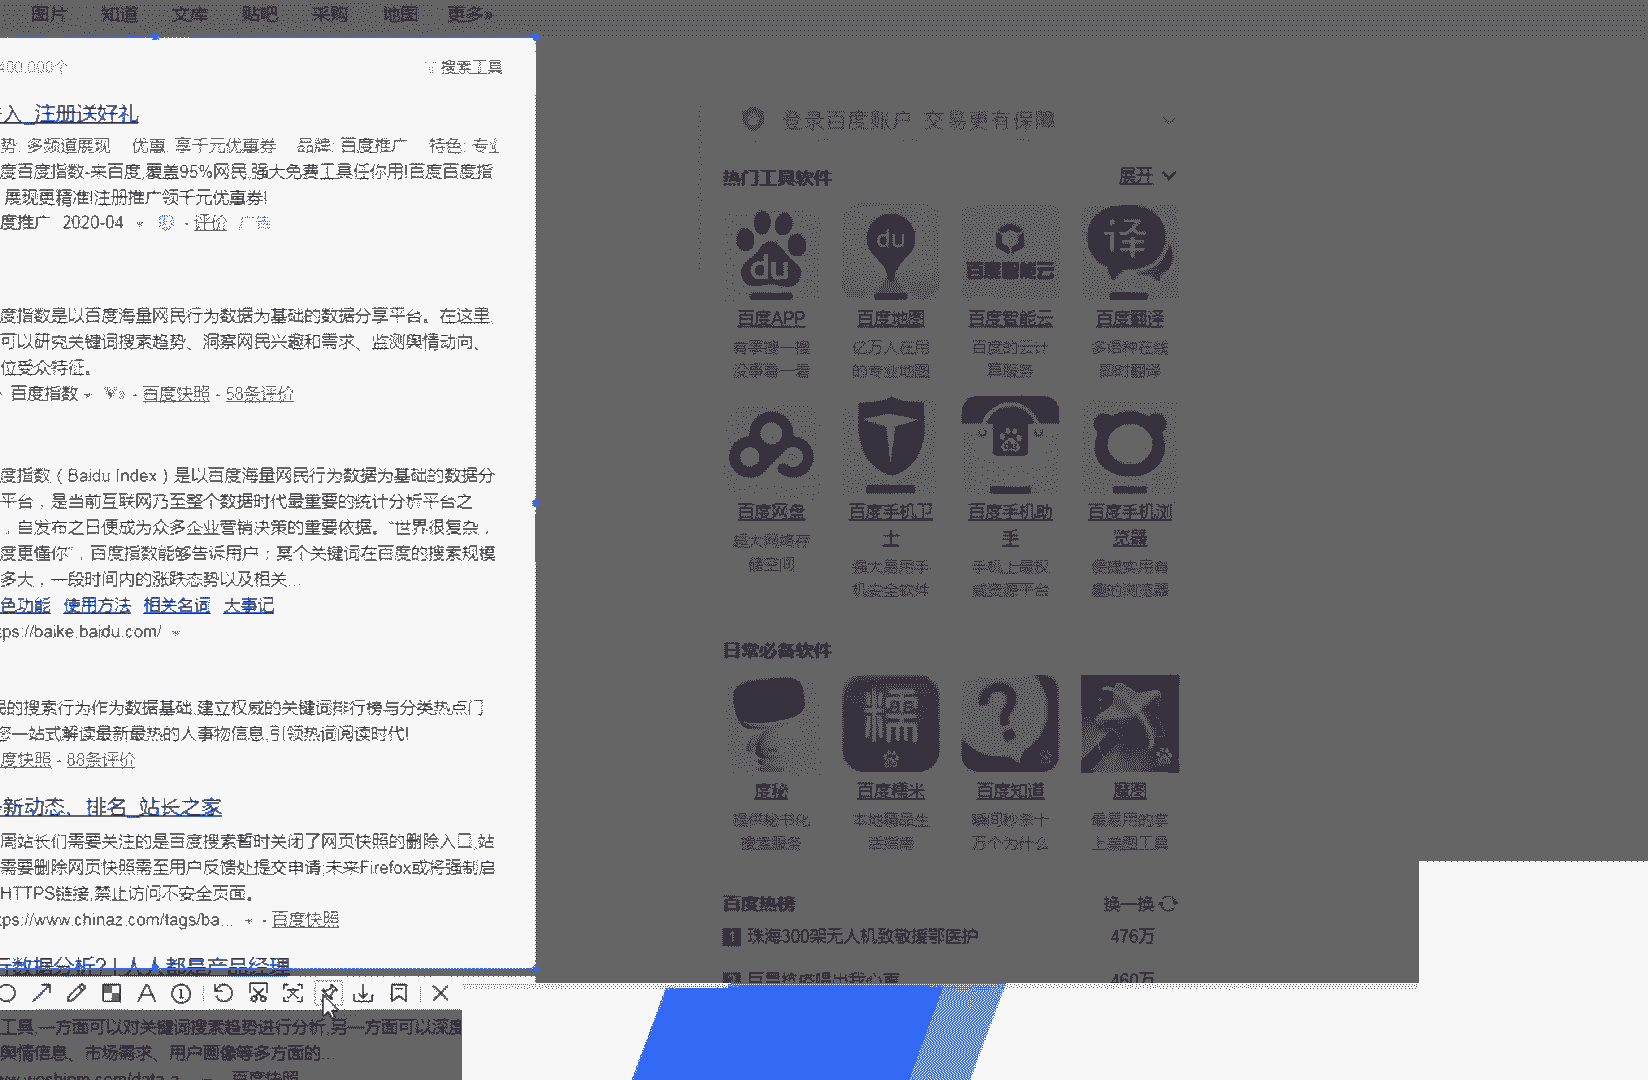 图片 知道 文库 贴吧 采购 地图 更多»
400,000个 搜索工具
入_注册送好礼
势: 多频道展现 优惠: 享千元优惠券 品牌: 百度推广 特色: 专业
度百度指数-来百度,覆盖95%网民,强大免费工具任你用!百度百度指
展现更精准!注册推广领千元优惠券!
度推广 2020-04 - 评价 广告
度指数是以百度海量网民行为数据为基础的数据分享平台。在这里,
可以研究关键词搜索趋势、洞察网民兴趣和需求、监测舆情动向、
位受众特征。
百度指数 - 百度快照 - 58条评价
度指数（Baidu Index）是以百度海量网民行为数据为基础的数据分
平台，是当前互联网乃至整个数据时代最重要的统计分析平台之
，自发布之日便成为众多企业营销决策的重要依据。“世界很复杂，
度更懂你”，百度指数能够告诉用户：某个关键词在百度的搜索规模
多大，一段时间内的涨跌态势以及相关...
色功能 使用方法 相关名词 大事记
tps://baike.baidu.com/
民的搜索行为作为数据基础,建立权威的关键词排行榜与分类热点门
您一站式解读最新最热的人事物信息,引领热词阅读时代!
度快照 - 88条评价
新动态、排名_站长之家
周站长们需要关注的是百度搜索暂时关闭了网页快照的删除入口,站
需要删除网页快照需至用户反馈处提交申请;未来Firefox或将强制启
HTTPS链接,禁止访问不安全页面。
tps://www.chinaz.com/tags/ba... - 百度快照
行数据分析? | 人人都是产品经理
工具,一方面可以对关键词搜索趋势进行分析,另一方面可以深度
舆情信息、市场需求、用户画像等多方面的...
www.woshipm.com/data-a... 百度快照
登录百度账户 交易更有保障
热门工具软件 展开
du du 百度智能云 译
百度APP 百度地图 百度智能云 百度翻译
有事搜一搜 亿万人在用 百度的云计 多语种在线
没事看一看 的专业地图 算服务 即时翻译
百度网盘 百度手机卫 百度手机助 百度手机浏
士 手 览器
超大网络存 强大易用手 手机上最权
储空间 机安全软件 威资源平台 趣的浏览器
日常必备软件
糯
度秘 百度糯米 百度知道 魔图
提供秘书化 本地精品生 瞬间秒杀十 最易用的掌
搜索服务 活指南 万个为什么 上美图工具
百度热榜 换一换
1 珠海300架无人机致敬援鄂医护 476万
2 460万